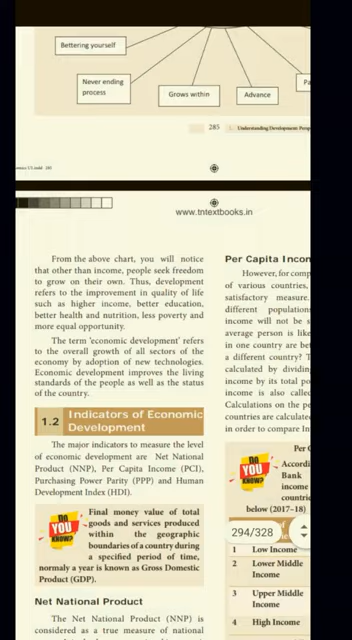 Bettering yourself
Never ending
process
Grows within
Advance
Pa
285
Understanding Development: Persp
www.tntextbooks.in
From the above chart, you will notice
that other than income, people seek freedom
to grow on their own. Thus, development
refers to the improvement in quality of life
such as higher income, better education,
better health and nutrition, less poverty and
more equal opportunity.
The term 'economic development' refers
to the overall growth of all sectors of the
economy by adoption of new technologies.
Economic development improves the living
standards of the people as well as the status
of the country.
1.2 Indicators of Economic
Development
The major indicators to measure the level
of economic development are Net National
Product (NNP), Per Capita Income (PCI),
Purchasing Power Parity (PPP) and Human
Development Index (HDI).
DO
YOU
KNOW?
Final money value of total
goods and services produced
within the geographic
boundaries of a country during
a specified period of time,
normaly a year is known as Gross Domestic
Product (GDP).
Net National Product
The Net National Product (NNP) is
considered as a true measure of national
Per Capita Incom
However, for comp
of various countries,
satisfactory measure.
different population
income will not be s
average person is like
in one country are bet
a different country? T
calculated by dividin
income by its total po
income is also called
Calculations on the pe
countries are calculated
in order to compare In
Per C
DO
YOU
KNOW?
Accordi
Bank
income
countrie
below (2017–18)
294/328
1 Low Income
2 Lower Middle
Income
3 Upper Middle
Income
4 High Income